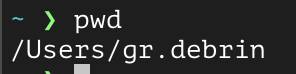 ~ ❯ pwd
/Users/gr.debrin